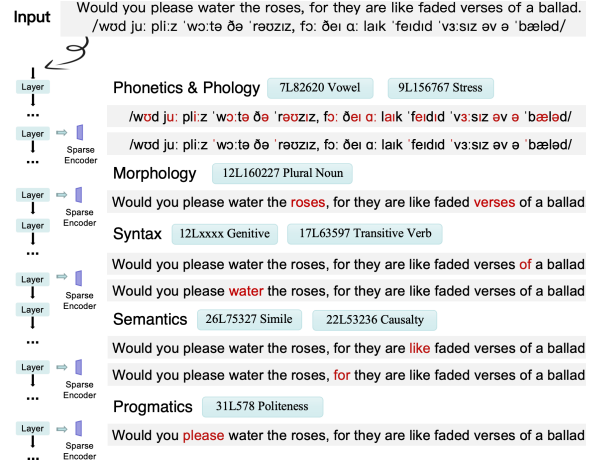 Input
Would you please water the roses, for they are like faded verses of a ballad.
/wʊd juː pliːz ˈwɔːtə ðə ˈrəʊzɪz, fɔː ðeɪ ɑː laɪk ˈfeɪdɪd ˈvɜːsɪz əv ə ˈbæləd/
Layer
...
Layer
Sparse
Encoder
...
Phonetics & Phology
7L82620 Vowel
9L156767 Stress
/wʊd juː pliːz ˈwɔːtə ðə ˈrəʊzɪz, fɔː ðeɪ ɑː laɪk ˈfeɪdɪd ˈvɜːsɪz əv ə ˈbæləd/
/wʊd juː pliːz ˈwɔːtə ðə ˈrəʊzɪz, fɔː ðeɪ ɑː laɪk ˈfeɪdɪd ˈvɜːsɪz əv ə ˈbæləd/
Morphology
12L160227 Plural Noun
Layer
Sparse
Encoder
Would you please water the roses, for they are like faded verses of a ballad
Layer
...
Syntax
12Lxxxx Genitive
17L63597 Transitive Verb
Would you please water the roses, for they are like faded verses of a ballad
Layer
Sparse
Encoder
Would you please water the roses, for they are like faded verses of a ballad
Layer
...
Semantics
26L75327 Simile
22L53236 Causalty
Would you please water the roses, for they are like faded verses of a ballad
Layer
Sparse
Encoder
...
Would you please water the roses, for they are like faded verses of a ballad
Progmatics
31L578 Politeness
Layer
Sparse
Encoder
...
Would you please water the roses, for they are like faded verses of a ballad